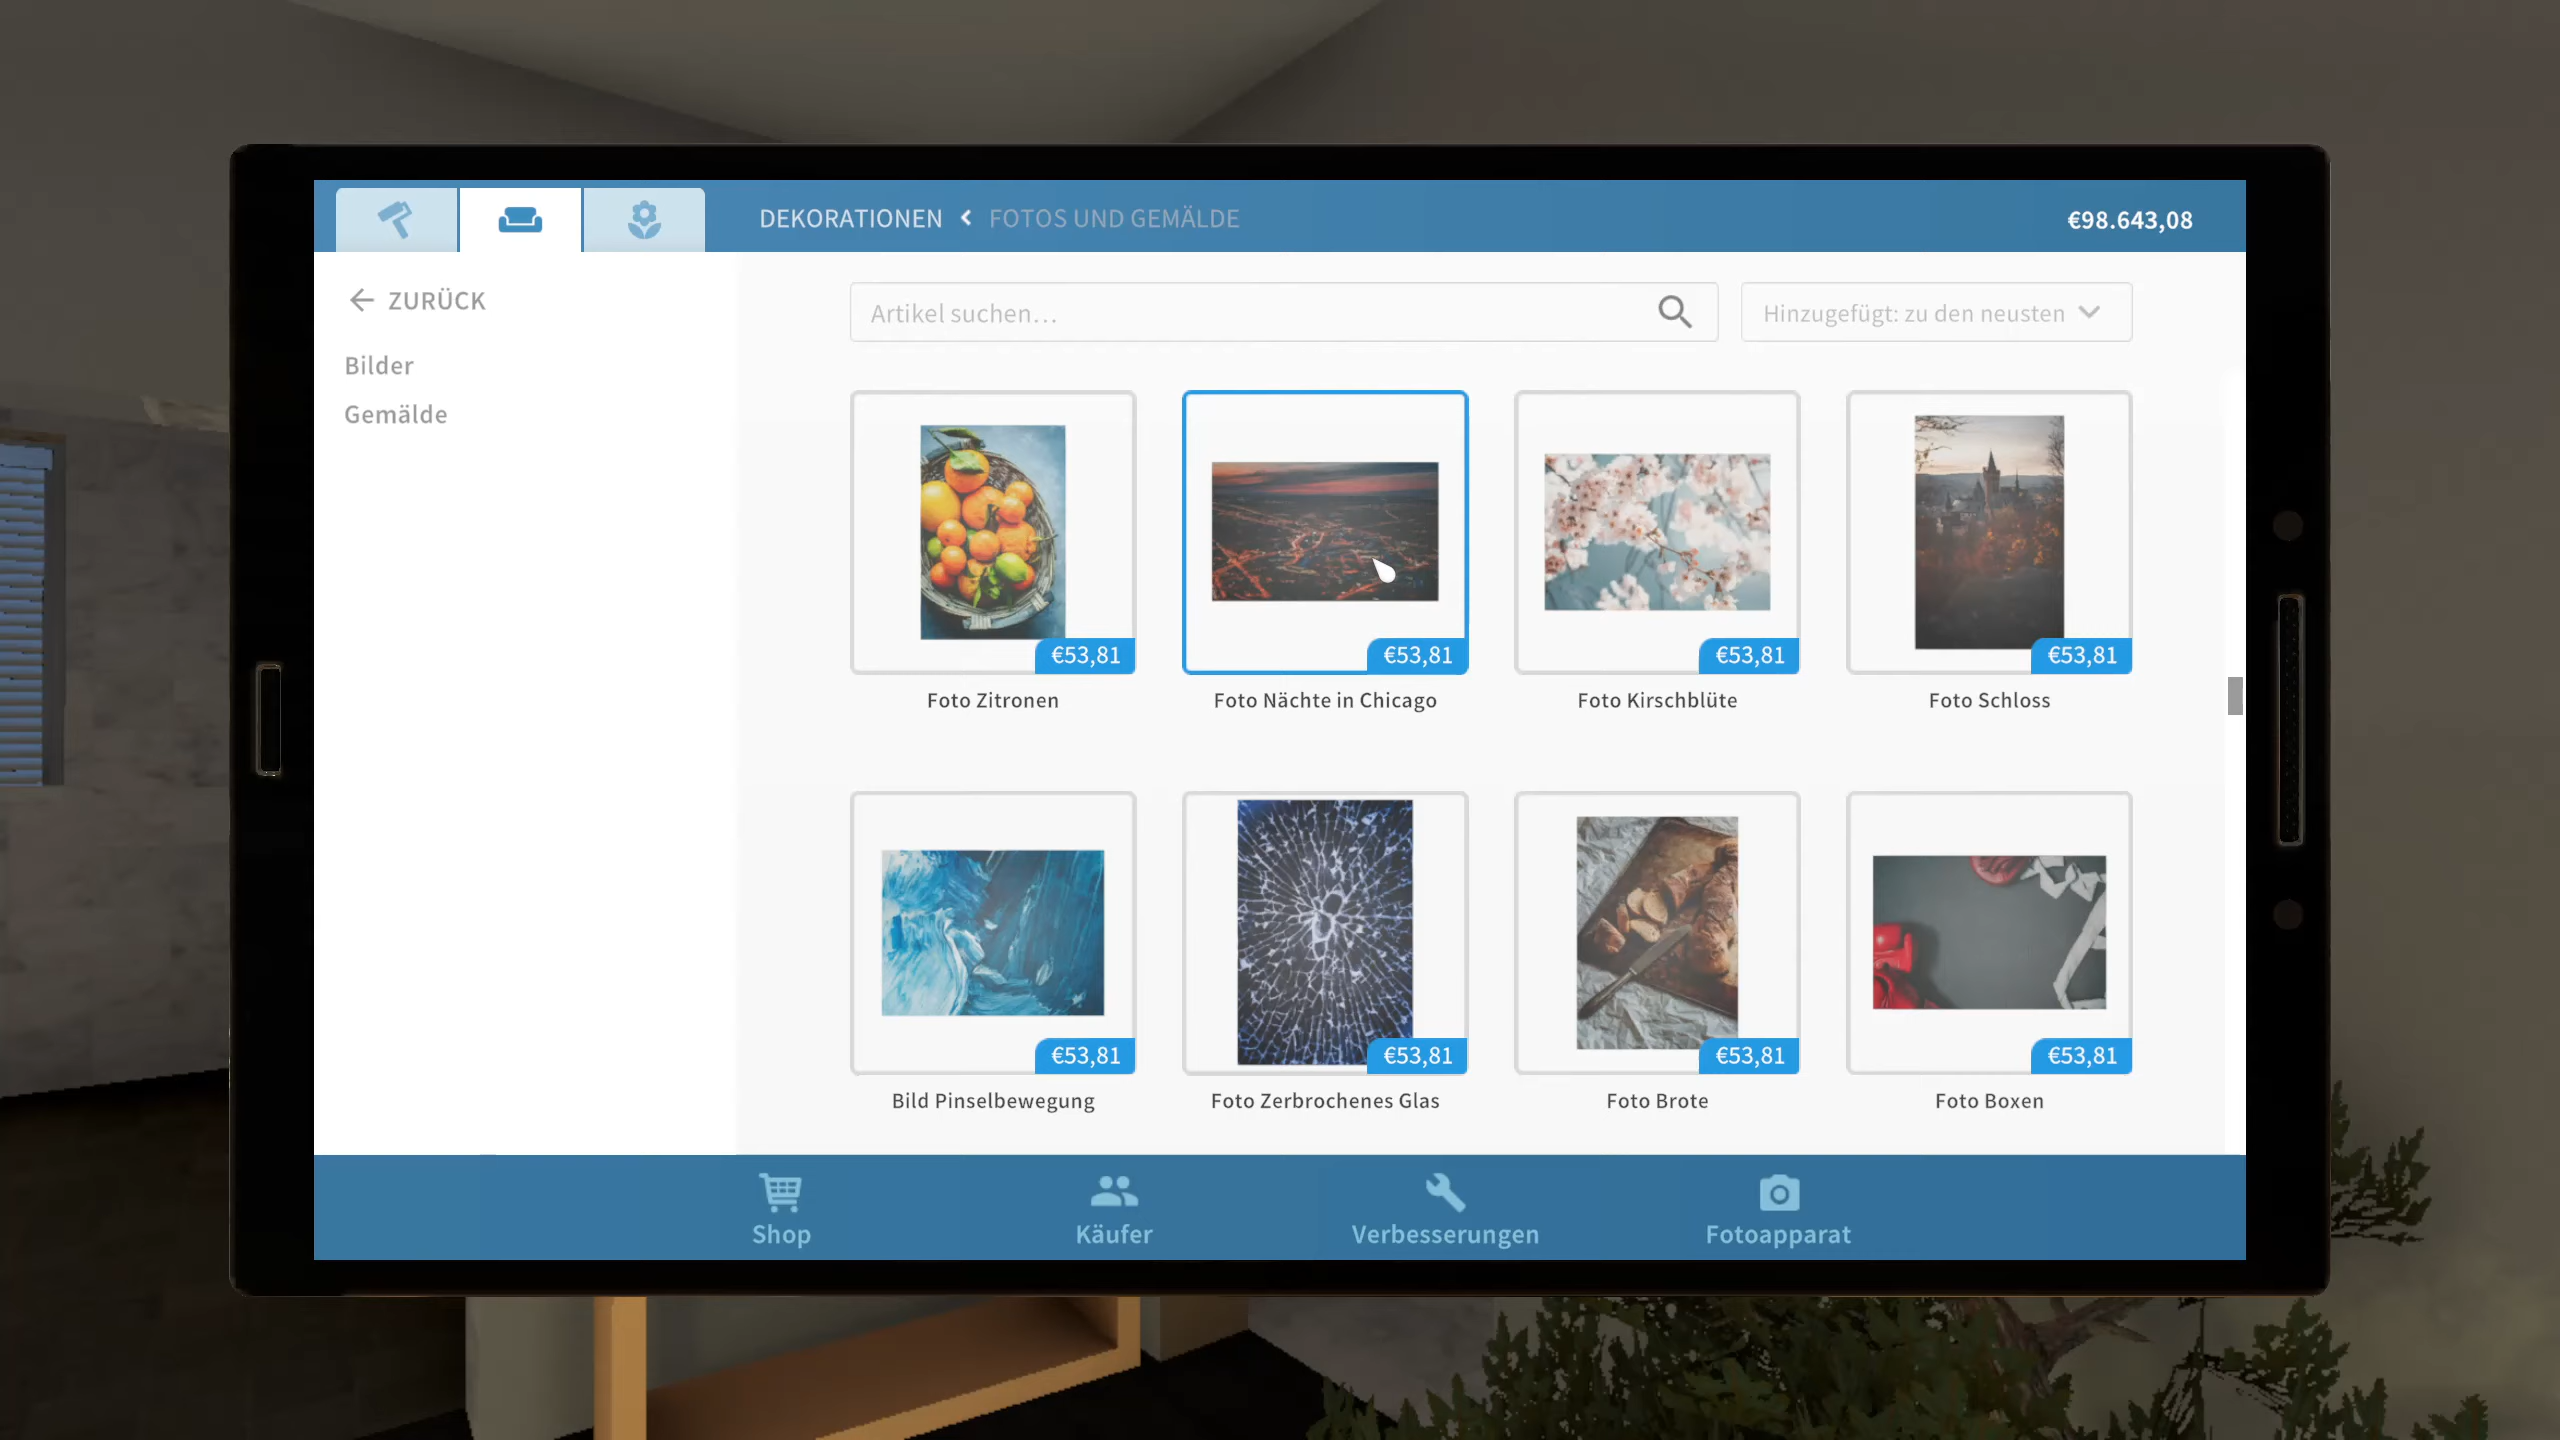 DEKORATIONEN
FOTOS UND GEMÄLDE
€98.643,08
ZURÜCK
Bilder
Gemälde
Artikel suchen...
Hinzugefügt: zu den neusten
€53,81
€53,81
€53,81
€53,81
Foto Zitronen
Foto Nächte in Chicago
Foto Kirschblüte
Foto Schloss
€53,81
€53,81
€53,81
€53,81
Bild Pinselbewegung
Foto Zerbrochenes Glas
Foto Brote
Foto Boxen
Shop
Käufer
Verbesserungen
Fotoapparat